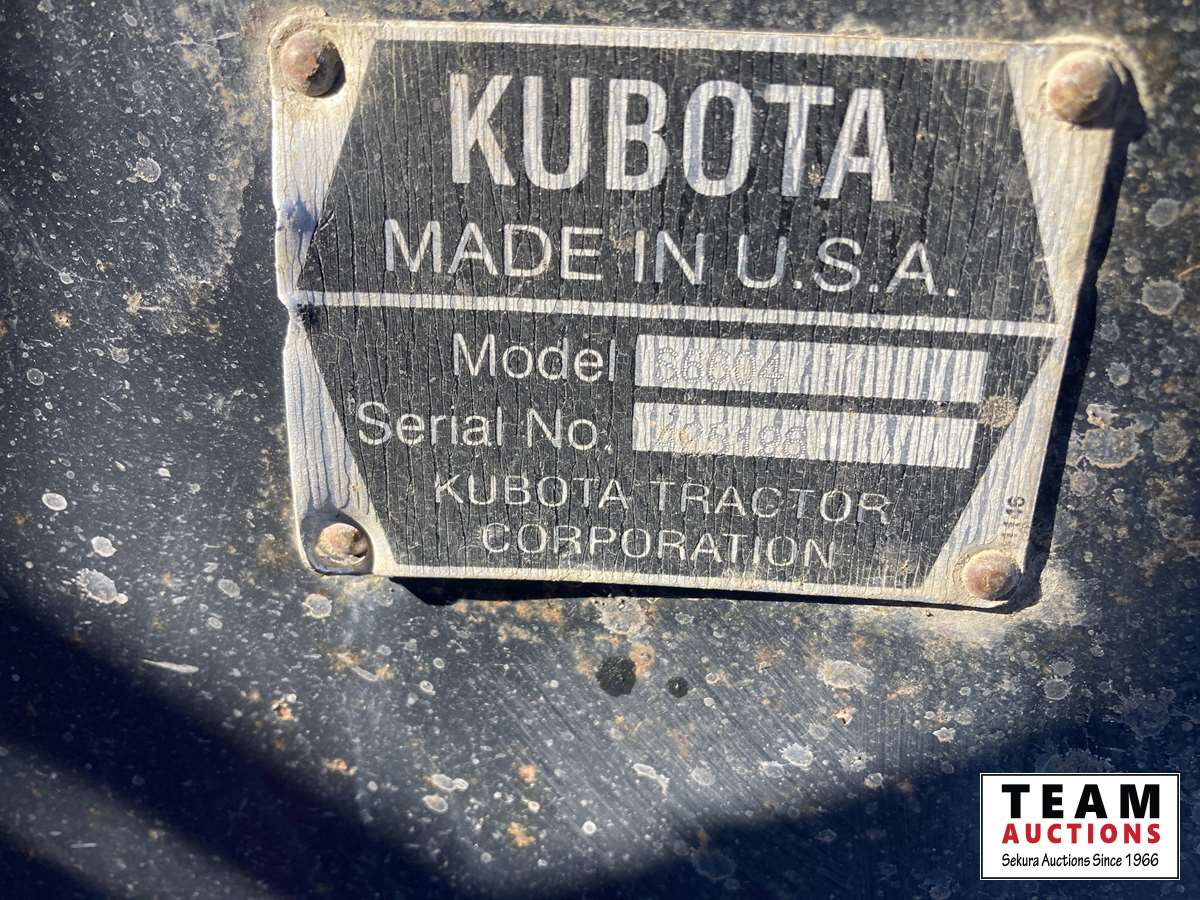 KUBOTA
MADE IN U.S.A.
Model
Serial No.
KUBOTA TRACTOR
CORPORATION
TEAM
AUCTIONS
Sekura Auctions Since 1966